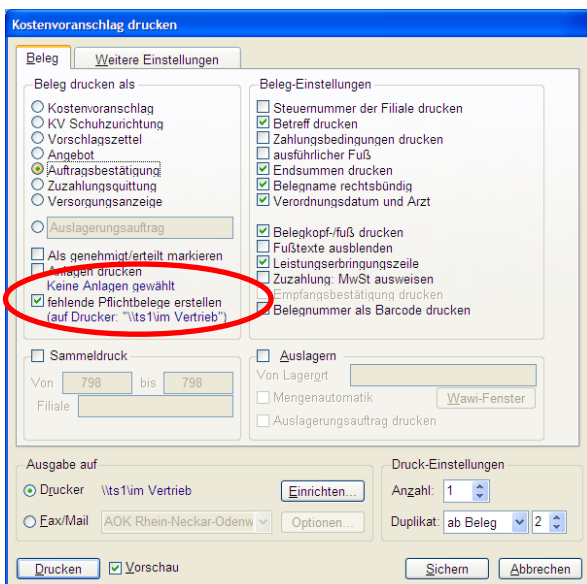 Kostenvoranschlag drucken
Beleg
Weitere Einstellungen
Beleg drucken als
Kostenvoranschlag
KV Schuhzurichtung
Vorschlagszettel
Angebot
Auftragsbestätigung
Zuzahlungsquittung
Versorgungsanzeige
Auslagerungsauftrag
Als genehmigt/erteilt markieren
Anlagen drucken
Keine Anlagen gewählt
fehlende Pflichtbelege erstellen
(auf Drucker: "\\ts1\im Vertrieb")
Beleg-Einstellungen
Steuernummer der Filiale drucken
Betreff drucken
Zahlungsbedingungen drucken
ausführlicher Fuß
Endsummen drucken
Belegname rechtsbündig
Verordnungsdatum und Arzt
Belegkopf-/fuß drucken
Fußtexte ausblenden
Leistungserbringungszeile
Zuzahlung: MwSt ausweisen
Empfangsbestätigung drucken
Belegnummer als Barcode drucken
Sammeldruck
Von 798 bis 798
Filiale
Auslagern
Von Lagerort
Mengenautomatik Wawi-Fenster
Auslagerungsauftrag drucken
Ausgabe auf
Drucker \\ts1\im Vertrieb Einrichten...
Fax/Mail AOK Rhein-Neckar-Odenw Optionen...
Druck-Einstellungen
Anzahl: 1
Duplikat: ab Beleg 2
Drucken Vorschau Sichern Abbrechen